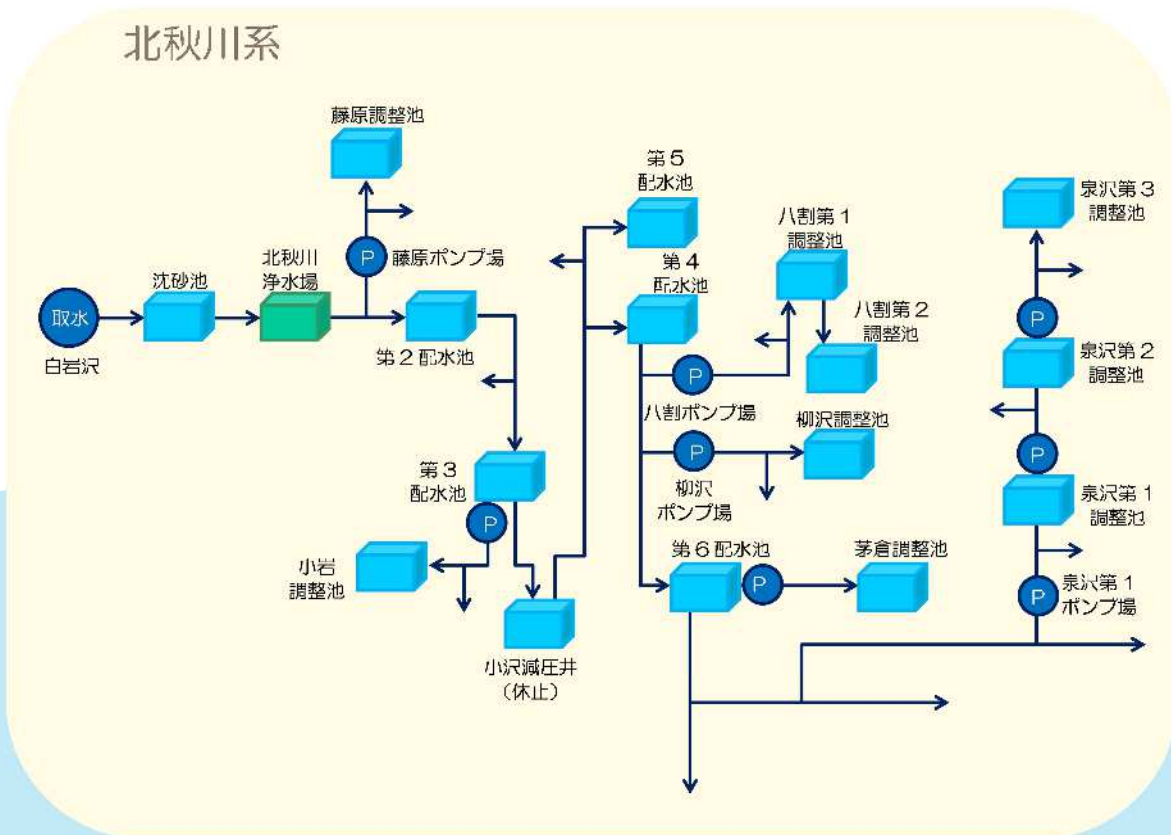 北秋川系
藤原調整池
第5
配水池
泉沢第3
調整池
八割第1
調整池
北秋川
浄水場
P
藤原ポンプ場
第4
配水池
沈砂池
取水
白岩沢
第2配水池
八割第2
調整池
P
泉沢第2
調整池
P
八割ポンプ場
柳沢調整池
第3
配水池
P
柳沢
ポンプ場
P
泉沢第1
調整池
P
小岩
調整池
第6配水池
P
茅倉調整池
P
泉沢第1
ポンプ場
小沢減圧井
(休止)